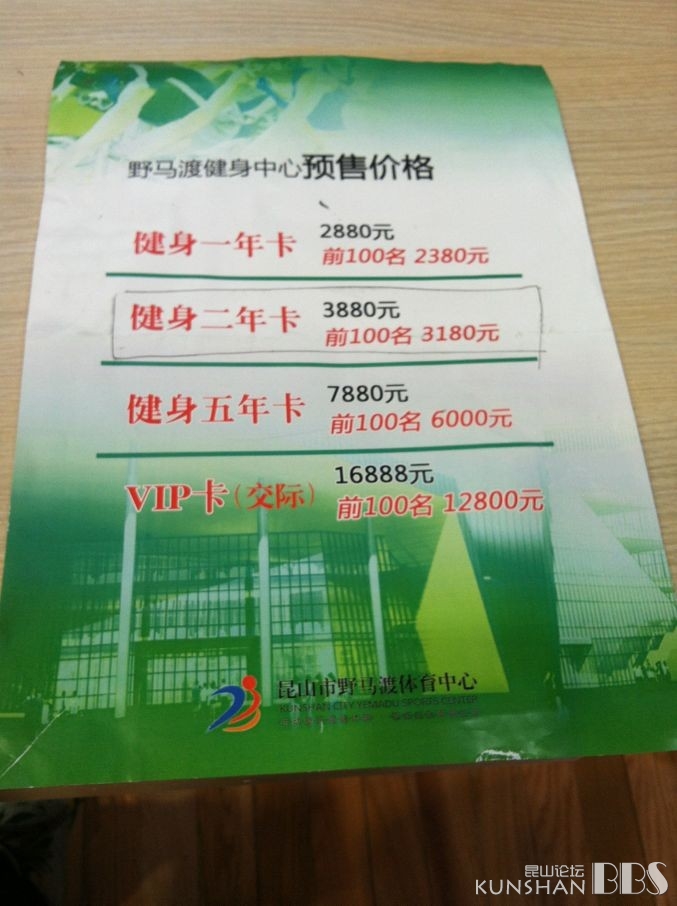 野马渡健身中心预售价格
健身一年卡 2880元
前100名 2380元
健身二年卡 3880元
前100名 3180元
健身五年卡 7880元
前100名 6000元
VIP卡(交际) 16888元
前100名 12800元
昆山市野马渡体育中心
KUNSHAN CITY YEMADU SPORTS CENTER
昆山论坛
KUNSHAN BBS